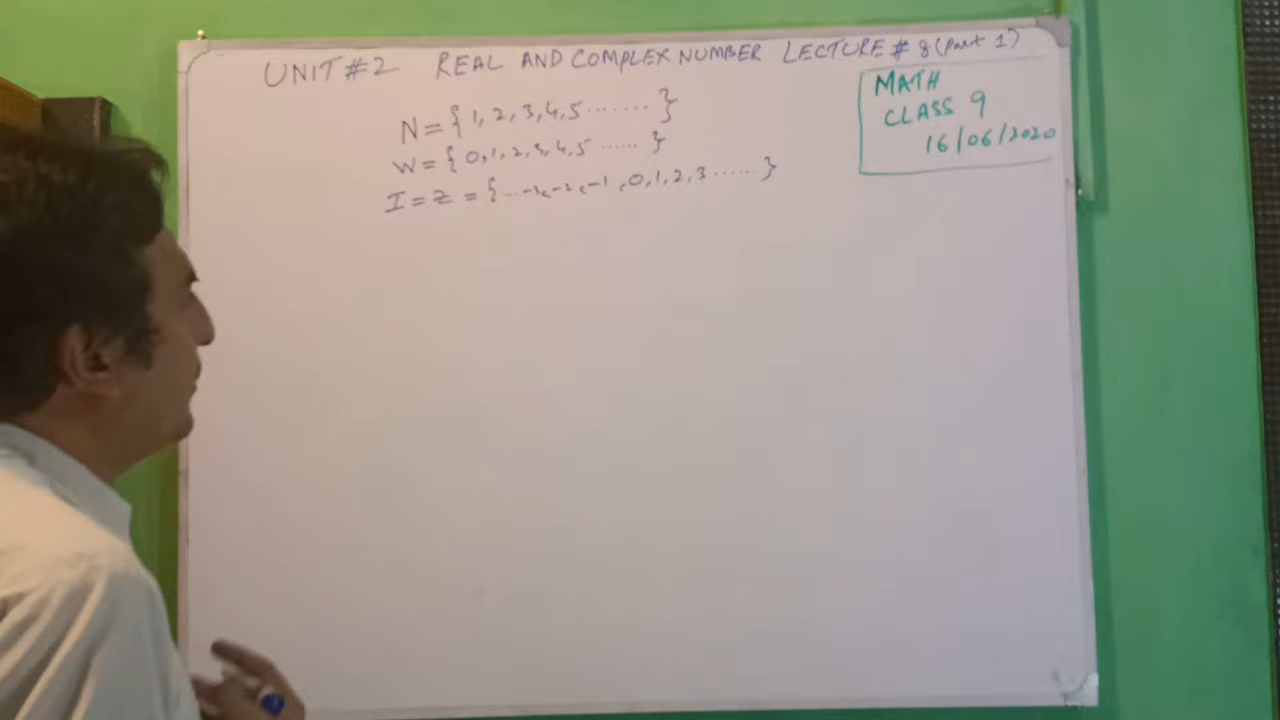 UNIT #2 REAL AND COMPLEX NUMBER LECTURE # 8 (Part 1)
MATH
CLASS 9
16/06/2020
N = { 1, 2, 3, 4, 5 ....... }
W = { 0, 1, 2, 3, 4, 5 ...... }
I = Z = { ... -3, -2, -1, 0, 1, 2, 3 ..... }